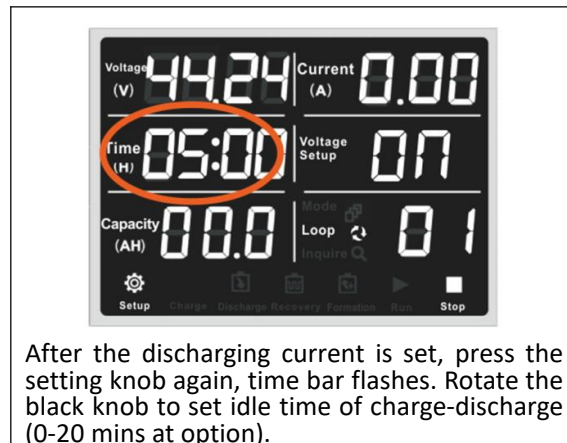 Voltage (V) 44.24 Current (A) 0.00
Time (H) 05:00 Voltage Setup ON
Capacity (AH) 00.0 Mode
Loop 01
Inquire
Setup Charge Discharge Recovery Formation Run Stop
After the discharging current is set, press the
setting knob again, time bar flashes. Rotate the
black knob to set idle time of charge-discharge
(0-20 mins at option).